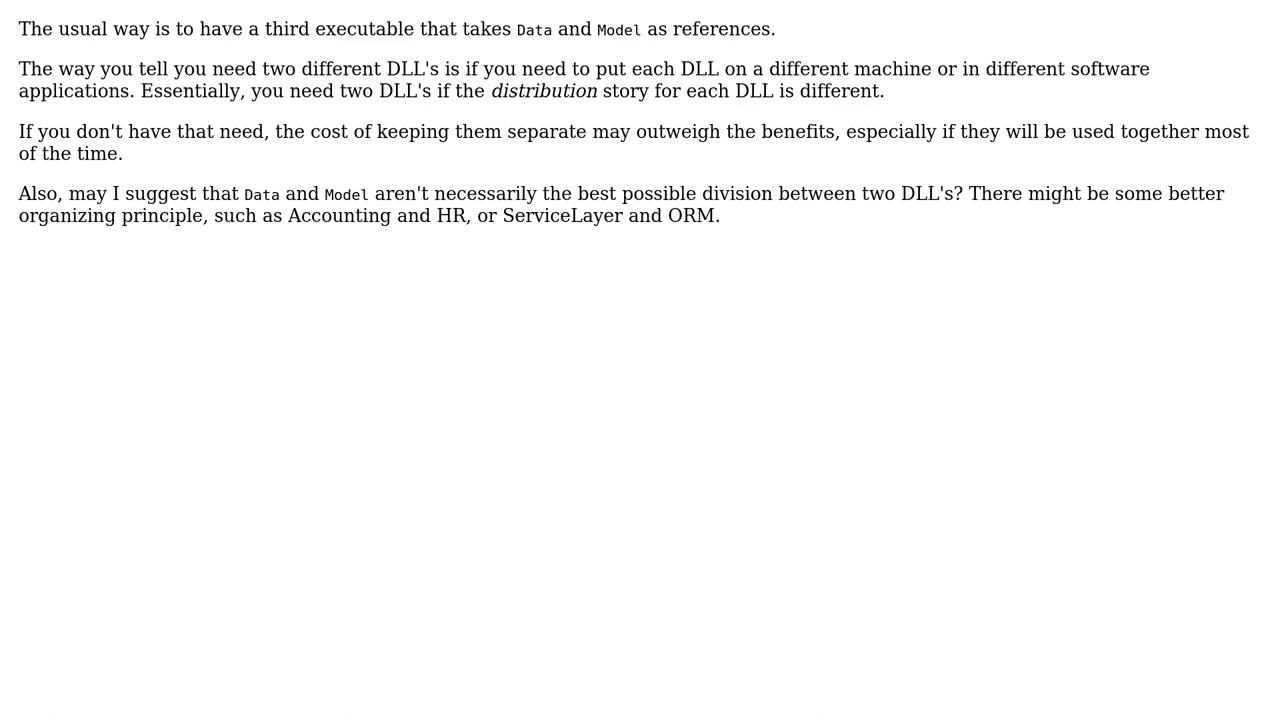 The usual way is to have a third executable that takes Data and Model as references.
The way you tell you need two different DLL's is if you need to put each DLL on a different machine or in different software
applications. Essentially, you need two DLL's if the distribution story for each DLL is different.
If you don't have that need, the cost of keeping them separate may outweigh the benefits, especially if they will be used together most
of the time.
Also, may I suggest that Data and Model aren't necessarily the best possible division between two DLL's? There might be some better
organizing principle, such as Accounting and HR, or ServiceLayer and ORM.